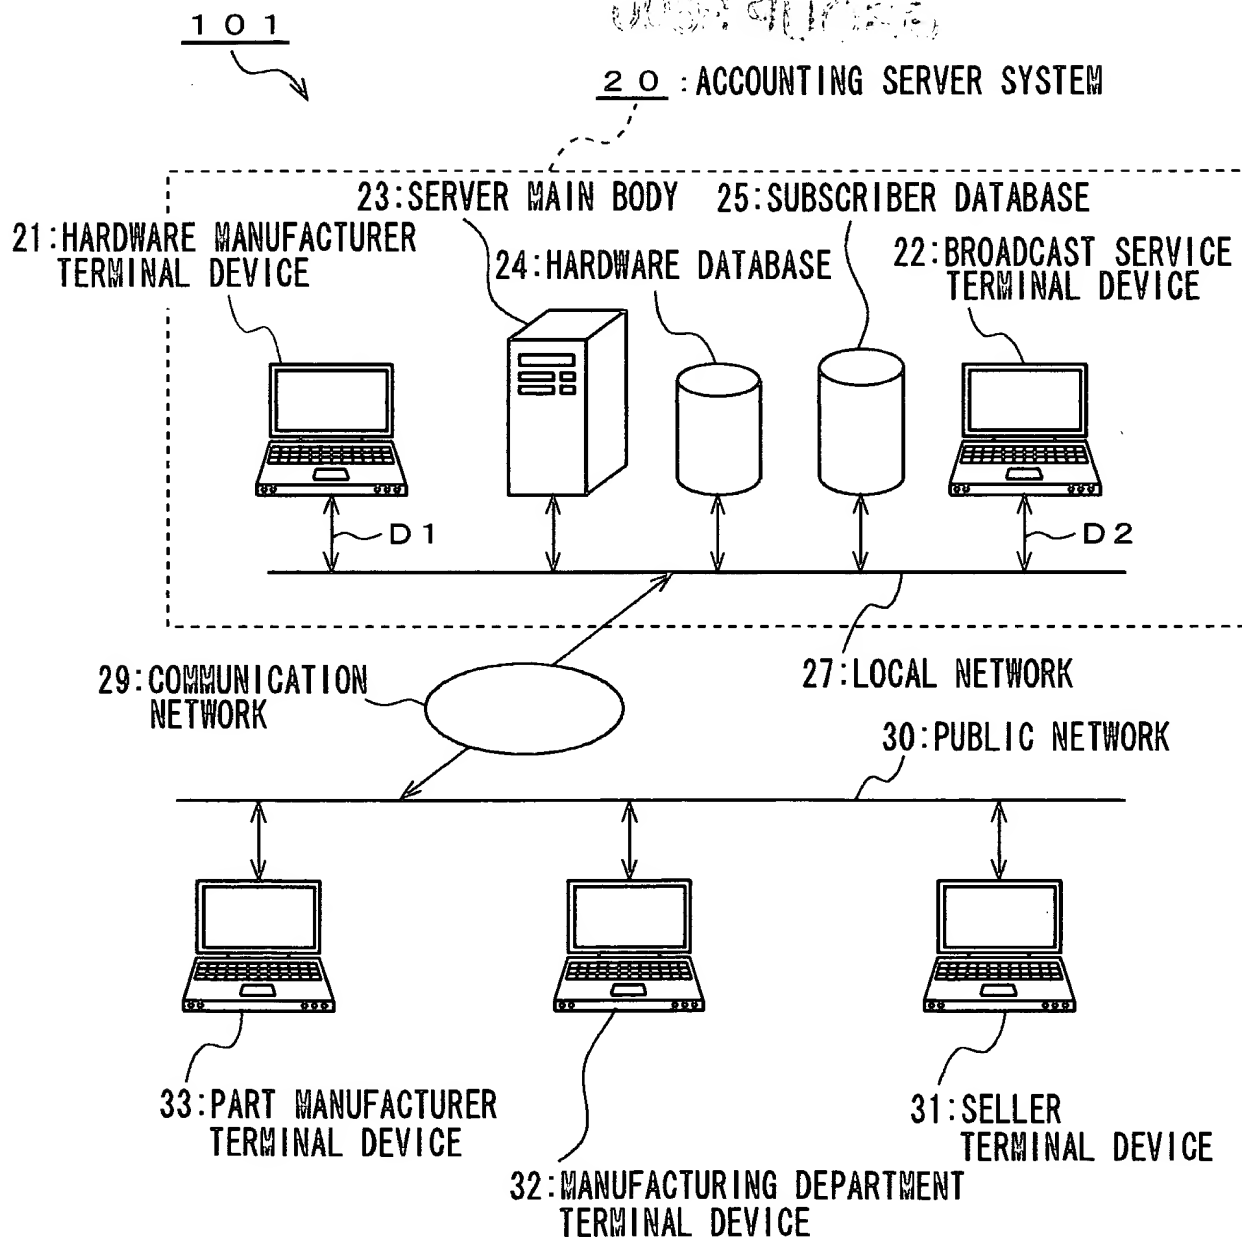 101
20:ACCOUNTING SERVER SYSTEM
23:SERVER MAIN BODY
25:SUBSCRIBER DATABASE
21:HARDWARE MANUFACTURER
TERMINAL DEVICE
24:HARDWARE DATABASE
22:BROADCAST SERVICE
TERMINAL DEVICE
D1
D2
29:COMMUNICATION
NETWORK
27:LOCAL NETWORK
30:PUBLIC NETWORK
33:PART MANUFACTURER
TERMINAL DEVICE
32:MANUFACTURING DEPARTMENT
TERMINAL DEVICE
31:SELLER
TERMINAL DEVICE